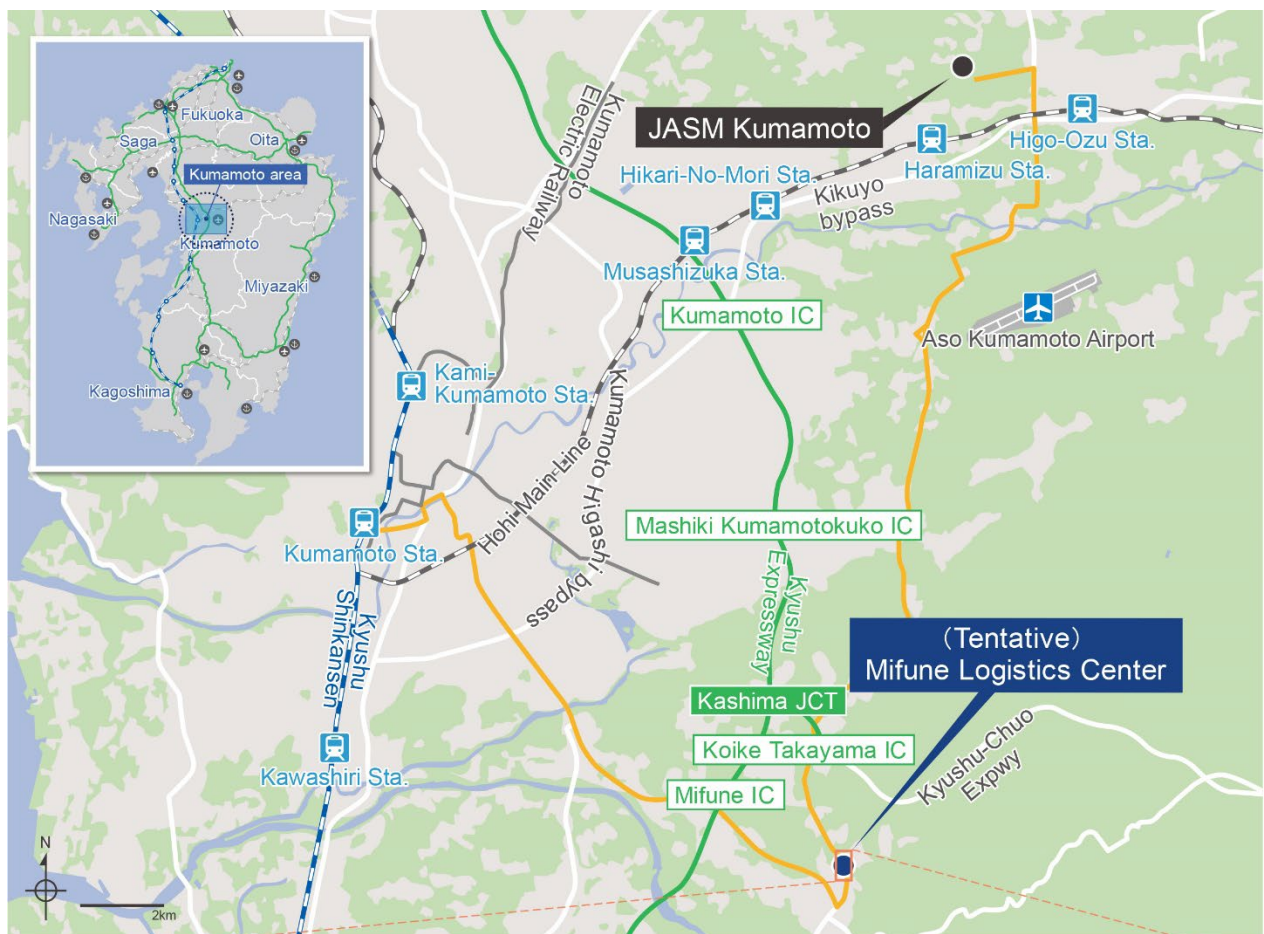 Fukuoka
Saga
Oita
Kumamoto area
Nagasaki
Kumamoto
Miyazaki
Kagoshima
Kumamoto
Electric Railway
JASM Kumamoto
Higo-Ozu Sta.
Haramizu Sta.
Hikari-No-Mori Sta.
Kikuyo
bypass
Musashizuka Sta.
Kumamoto IC
Aso Kumamoto Airport
Kami-
Kumamoto Sta.
Kumamoto Higashi bypass
Hohi Main-Line
Mashiki Kumamotokuko IC
Kumamoto Sta.
Kyushu
Expressway
Kyushu
Shinkansen
(Tentative)
Mifune Logistics Center
Kashima JCT
Koike Takayama IC
Kawashiri Sta.
Mifune IC
Kyushu-Chuo
Expwy
N
2km